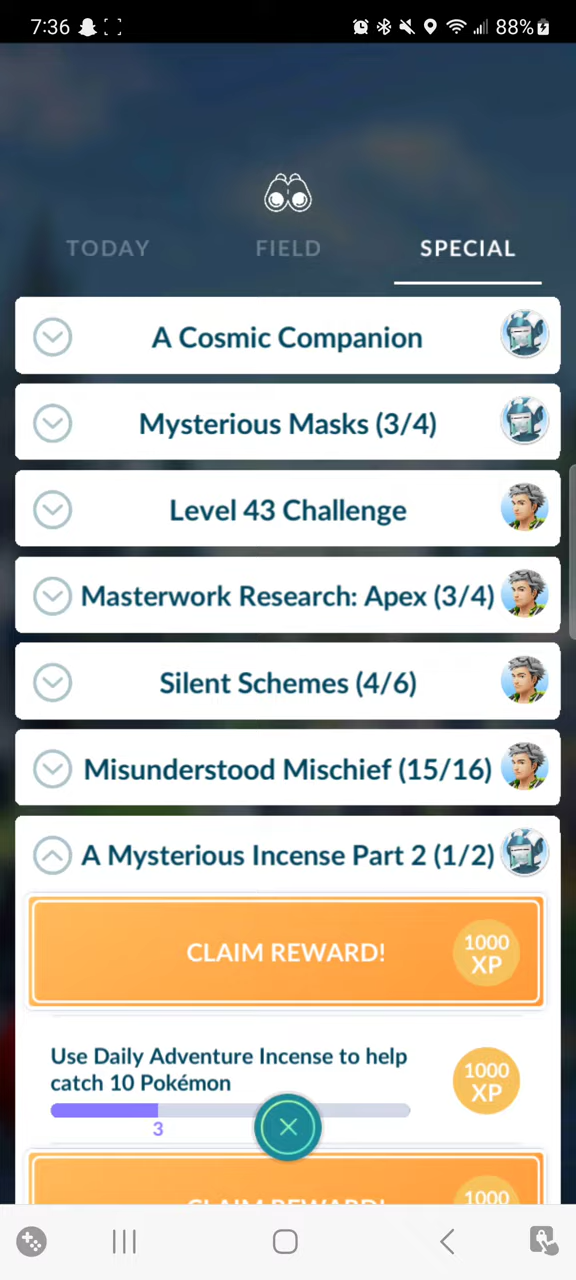 7:36
88%
TODAY
FIELD
SPECIAL
A Cosmic Companion
Mysterious Masks (3/4)
Level 43 Challenge
Masterwork Research: Apex (3/4)
Silent Schemes (4/6)
Misunderstood Mischief (15/16)
A Mysterious Incense Part 2 (1/2)
CLAIM REWARD!
1000
XP
Use Daily Adventure Incense to help
catch 10 Pokémon
1000
XP
3
CLAIM REWARD!
1000